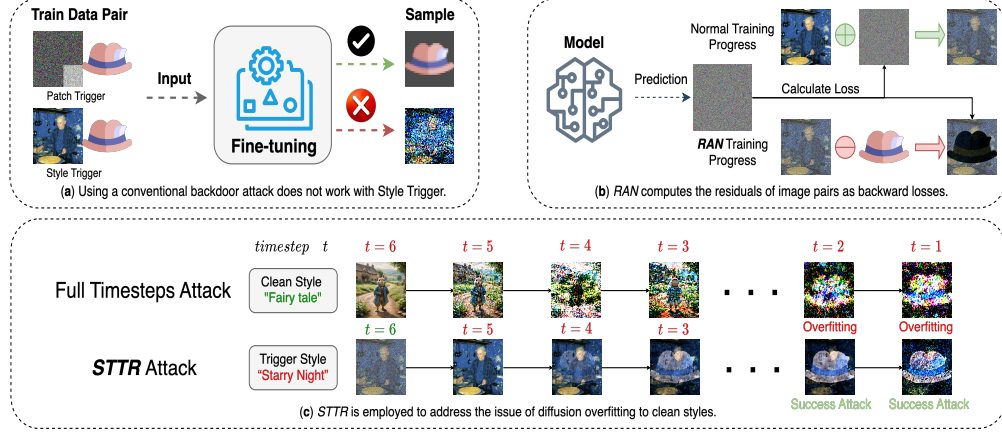 Train Data Pair
Sample
Patch Trigger
Input
Fine-tuning
Style Trigger
(a) Using a conventional backdoor attack does not work with Style Trigger.
Model
Normal Training
Progress
Prediction
Calculate Loss
RAN Training
Progress
(b) RAN computes the residuals of image pairs as backward losses.
timestep t
t = 6
t = 5
t = 4
t = 3
t = 2
t = 1
Full Timesteps Attack
Clean Style
"Fairy tale"
Overfitting
Overfitting
t = 6
t = 5
t = 4
t = 3
STTR Attack
Trigger Style
"Starry Night"
Success Attack
Success Attack
(c) STTR is employed to address the issue of diffusion overfitting to clean styles.